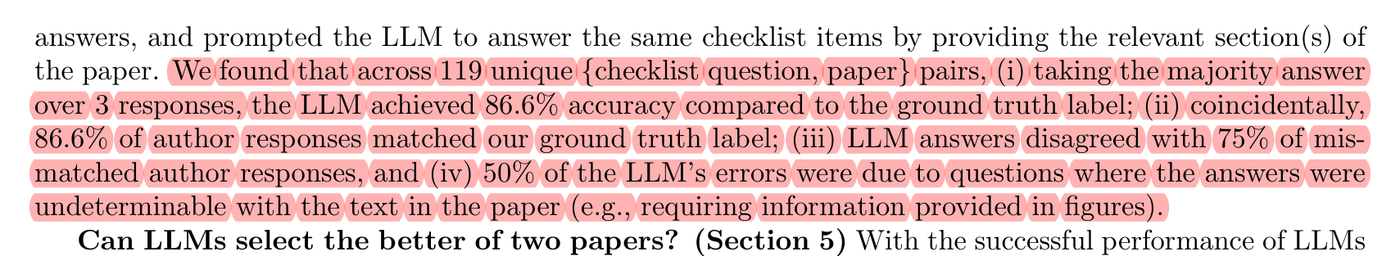 answers, and prompted the LLM to answer the same checklist items by providing the relevant section(s) of
the paper. We found that across 119 unique {checklist question, paper} pairs, (i) taking the majority answer
over 3 responses, the LLM achieved 86.6% accuracy compared to the ground truth label; (ii) coincidentally,
86.6% of author responses matched our ground truth label; (iii) LLM answers disagreed with 75% of mis-
matched author responses, and (iv) 50% of the LLM's errors were due to questions where the answers were
undeterminable with the text in the paper (e.g., requiring information provided in figures).
Can LLMs select the better of two papers? (Section 5) With the successful performance of LLMs